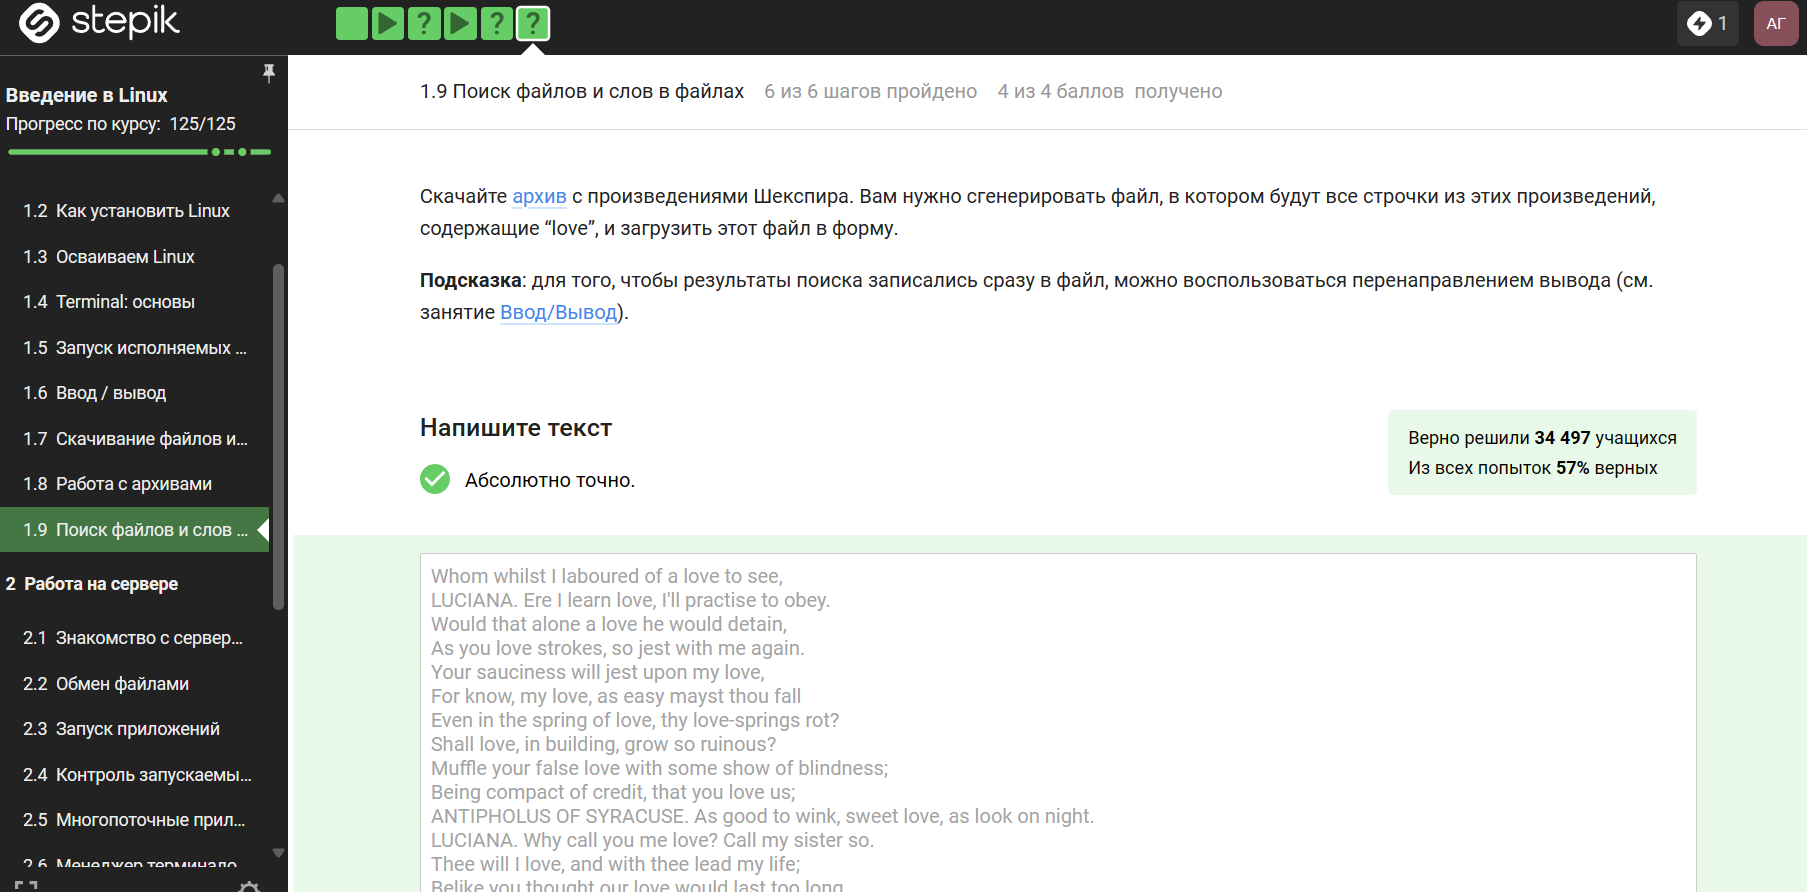 stepik
?
?
?
1
АГ
Введение в Linux
Прогресс по курсу: 125/125
1.2 Как установить Linux
1.3 Осваиваем Linux
1.4 Terminal: основы
1.5 Запуск исполняемых ...
1.6 Ввод / вывод
1.7 Скачивание файлов и...
1.8 Работа с архивами
1.9 Поиск файлов и слов ...
2 Работа на сервере
2.1 Знакомство с сервер...
2.2 Обмен файлами
2.3 Запуск приложений
2.4 Контроль запускаемы...
2.5 Многопоточные прил...
2.6 Менеджер терминало
1.9 Поиск файлов и слов в файлах 6 из 6 шагов пройдено 4 из 4 баллов получено
Скачайте архив с произведениями Шекспира. Вам нужно сгенерировать файл, в котором будут все строчки из этих произведений,
содержащие “love”, и загрузить этот файл в форму.
Подсказка: для того, чтобы результаты поиска записались сразу в файл, можно воспользоваться перенаправлением вывода (см.
занятие Ввод/Вывод).
Напишите текст
Абсолютно точно.
Верно решили 34 497 учащихся
Из всех попыток 57% верных
Whom whilst I laboured of a love to see,
LUCIANA. Ere I learn love, I'll practise to obey.
Would that alone a love he would detain,
As you love strokes, so jest with me again.
Your sauciness will jest upon my love,
For know, my love, as easy mayst thou fall
Even in the spring of love, thy love-springs rot?
Shall love, in building, grow so ruinous?
Muffle your false love with some show of blindness;
Being compact of credit, that you love us;
ANTIPHOLUS OF SYRACUSE. As good to wink, sweet love, as look on night.
LUCIANA. Why call you me love? Call my sister so.
Thee will I love, and with thee lead my life;
Belike you thought our love would last too long